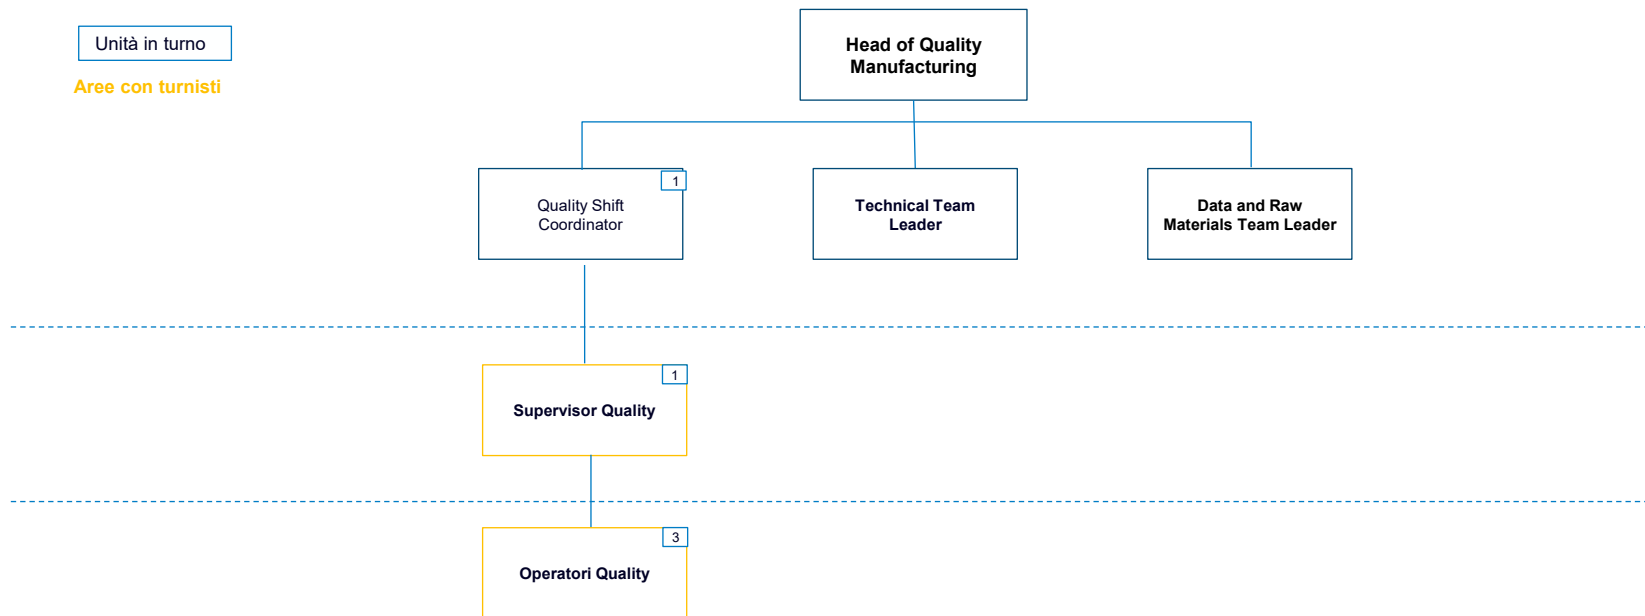 Unità in turno
Aree con turnisti
Head of Quality
Manufacturing
1
Quality Shift
Coordinator
Technical Team
Leader
Data and Raw
Materials Team Leader
1
Supervisor Quality
3
Operatori Quality